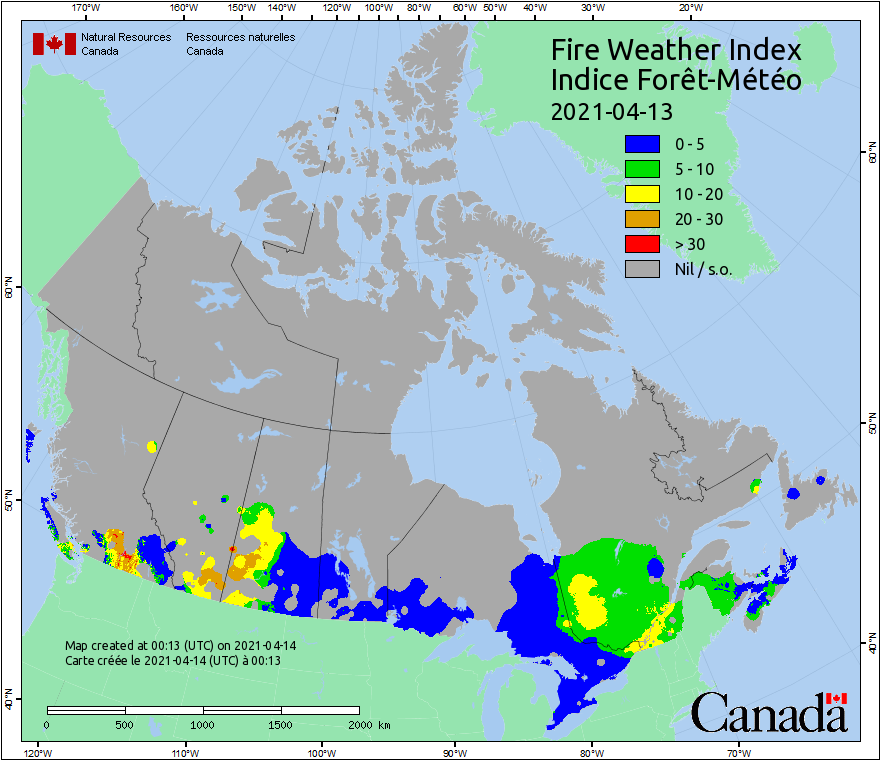 170°W 160°W 150°W 140°W 120°W 110°W 100°W 90°W 80°W 60°W 50°W 40°W 30°W 20°W
Natural Resources Ressources naturelles
Canada Canada
Fire Weather Index
Indice Forêt-Météo
2021-04-13
0 - 5
5 - 10
10 - 20
20 - 30
> 30
Nil / s.o.
60°N
60°N
50°N
50°N
40°N
40°N
Map created at 00:13 (UTC) on 2021-04-14
Carte créée le 2021-04-14 (UTC) à 00:13
0 500 1000 1500 2000 km
Canada
120°W 110°W 100°W 90°W 80°W 70°W